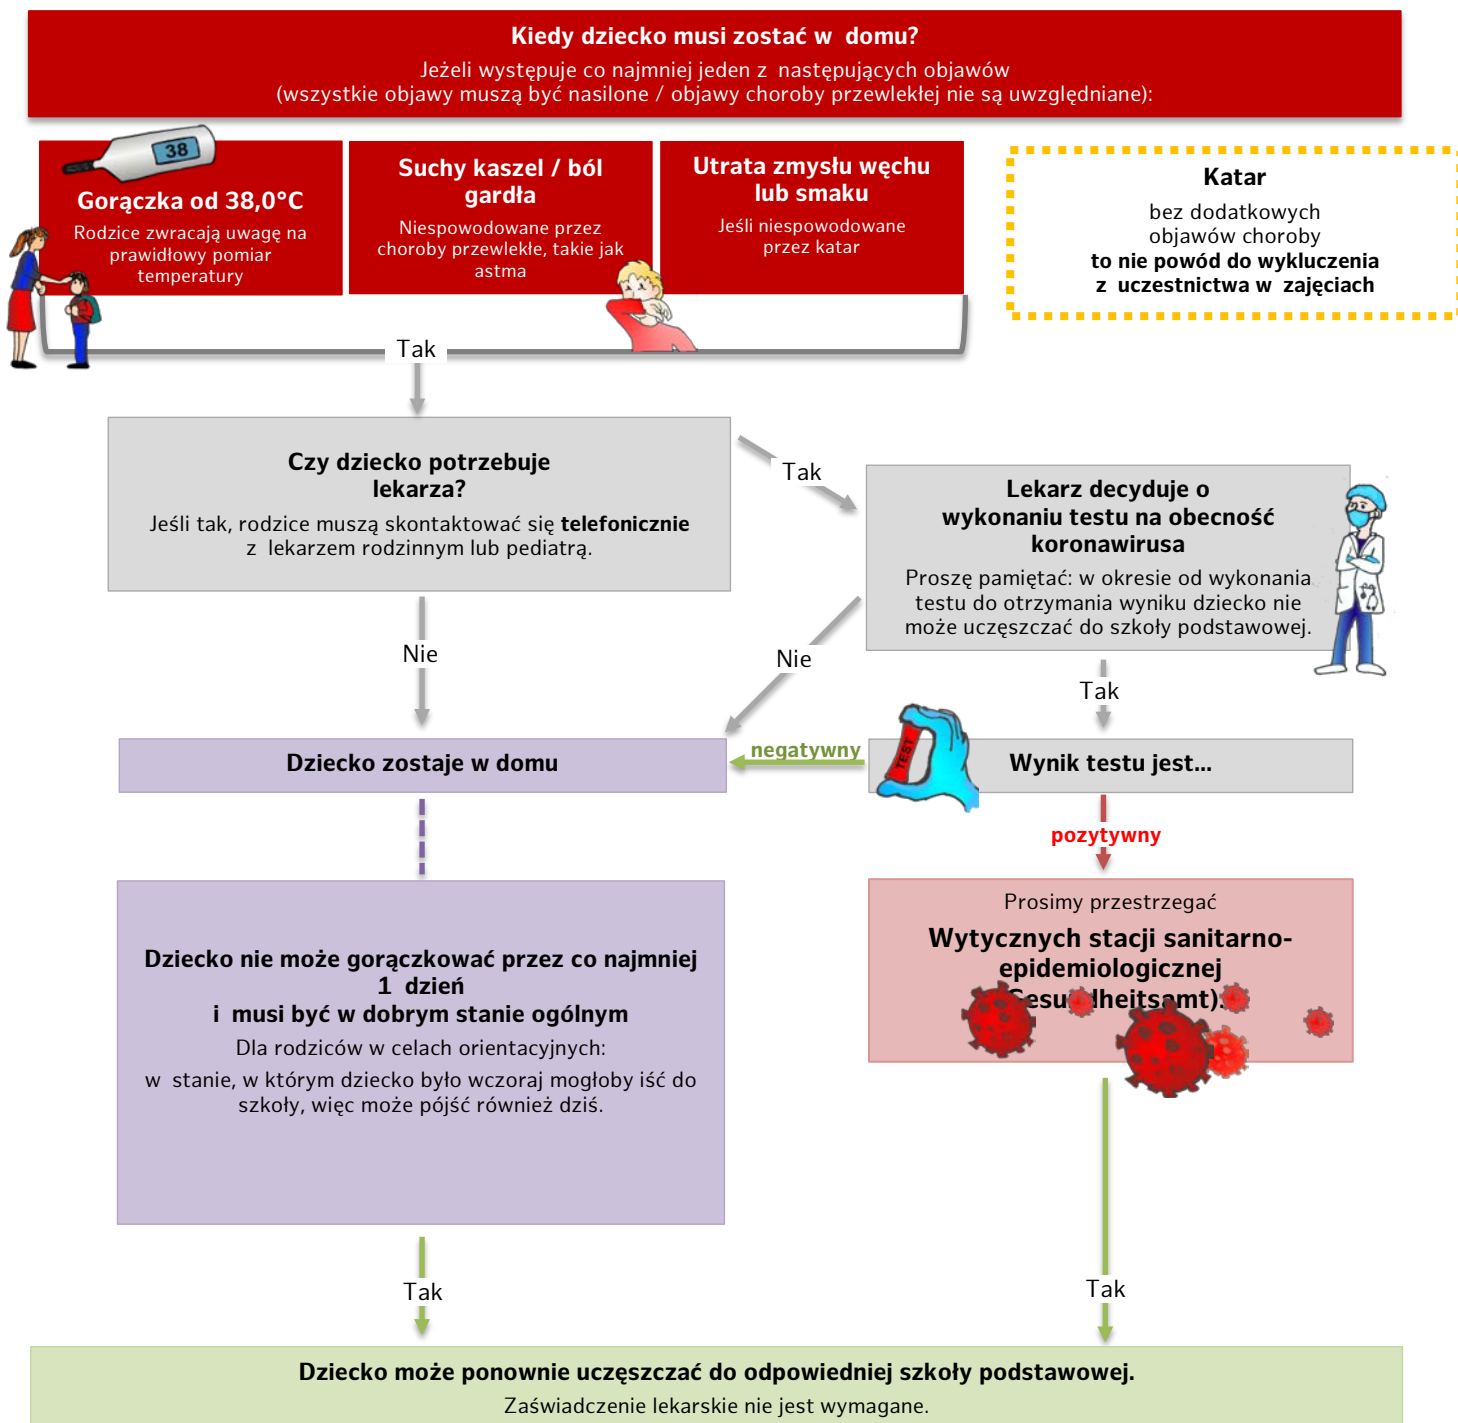 Kiedy dziecko musi zostać w domu?
Jeżeli występuje co najmniej jeden z następujących objawów
(wszystkie objawy muszą być nasilone / objawy choroby przewlekłej nie są uwzględniane):
38
Gorączka od 38,0°C
Rodzice zwracają uwagę na
prawidłowy pomiar
temperatury
Suchy kaszel / ból
gardła
Niespowodowane przez
choroby przewlekłe, takie jak
astma
Utrata zmysłu węchu
lub smaku
Jeśli niespowodowane
przez katar
Katar
bez dodatkowych
objawów choroby
to nie powód do wykluczenia
z uczestnictwa w zajęciach
Tak
Czy dziecko potrzebuje
lekarza?
Jeśli tak, rodzice muszą skontaktować się telefonicznie
z lekarzem rodzinnym lub pediatrą.
Tak
Lekarz decyduje o
wykonaniu testu na obecność
koronawirusa
Proszę pamiętać: w okresie od wykonania
testu do otrzymania wyniku dziecko nie
może uczęszczać do szkoły podstawowej.
Nie
Nie
Tak
Dziecko zostaje w domu
negatywny
TEST
Wynik testu jest...
pozytywny
Dziecko nie może gorączkować przez co najmniej
1 dzień
i musi być w dobrym stanie ogólnym
Dla rodziców w celach orientacyjnych:
w stanie, w którym dziecko było wczoraj mogłoby iść do
szkoły, więc może pójść również dziś.
Prosimy przestrzegać
Wytycznych stacji sanitarno-
epidemiologicznej
(Gesundheitsamt).
Tak
Tak
Dziecko może ponownie uczęszczać do odpowiedniej szkoły podstawowej.
Zaświadczenie lekarskie nie jest wymagane.